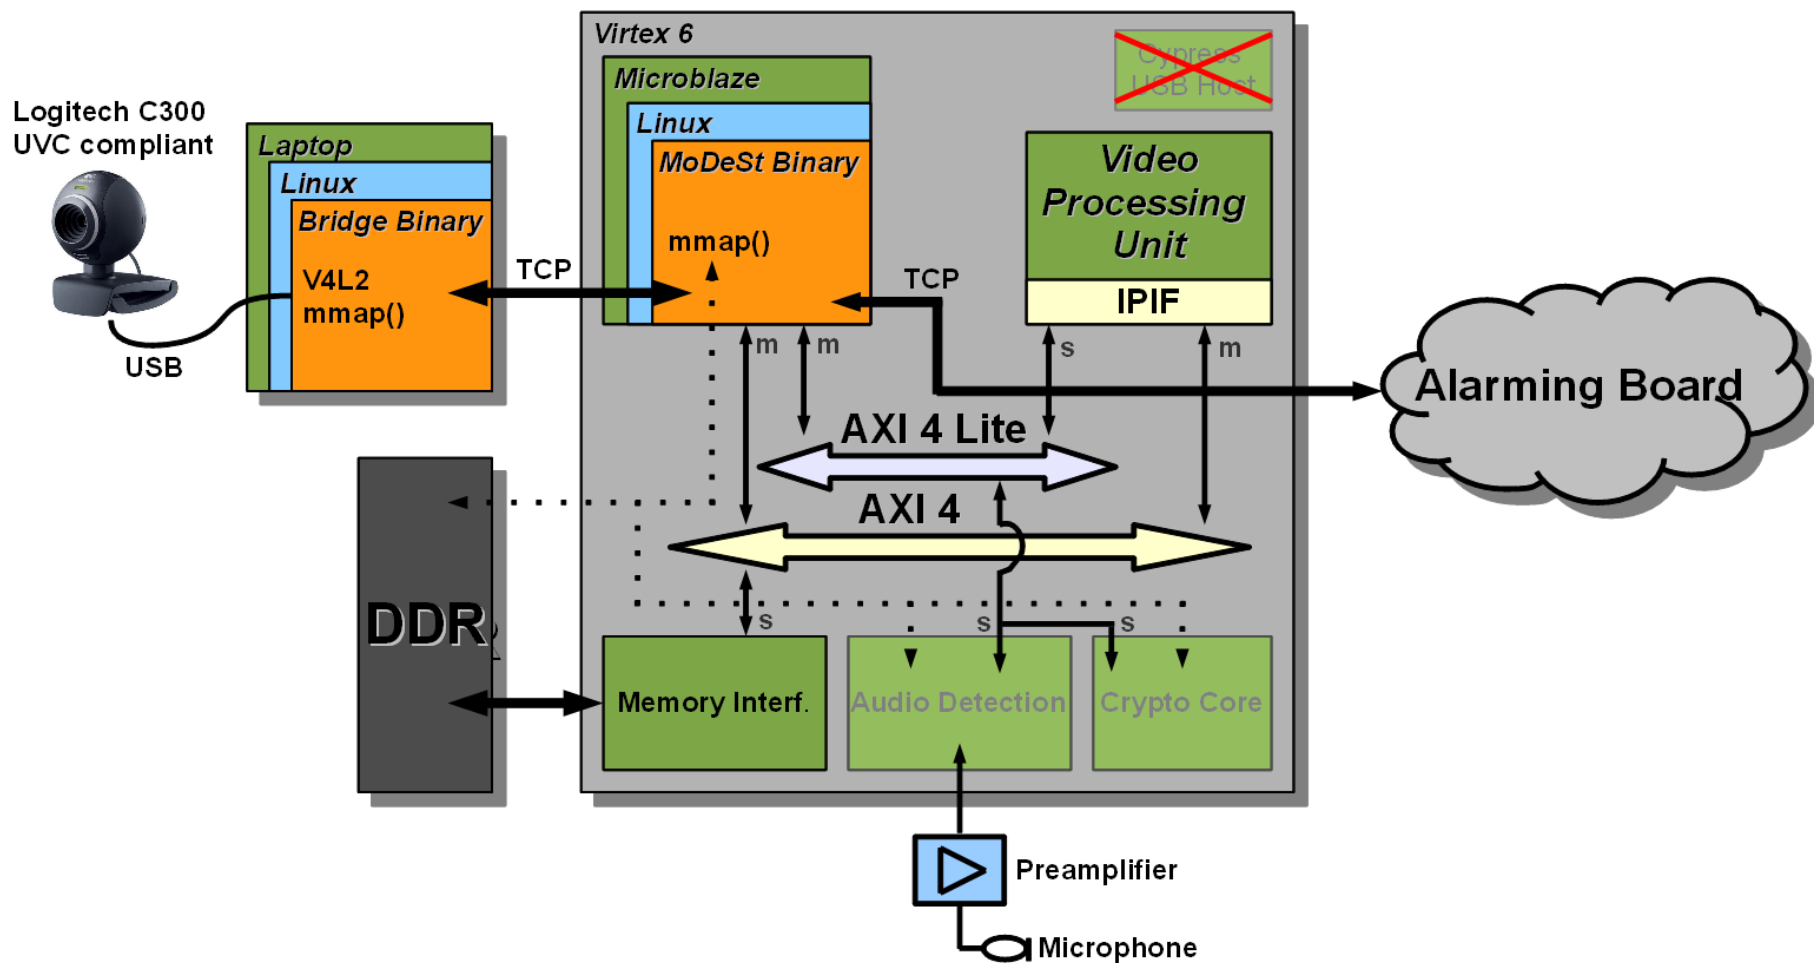 Virtex 6
Cypress
USB Host
Microblaze
Linux
MoDeSt Binary
mmap()
Logitech C300
UVC compliant
Laptop
Linux
Bridge Binary
V4L2
mmap()
USB
TCP
TCP
Video
Processing
Unit
IPIF
m
m
s
m
Alarming Board
AXI 4 Lite
AXI 4
DDR
s
s
s
Memory Interf.
Audio Detection
Crypto Core
Preamplifier
Microphone